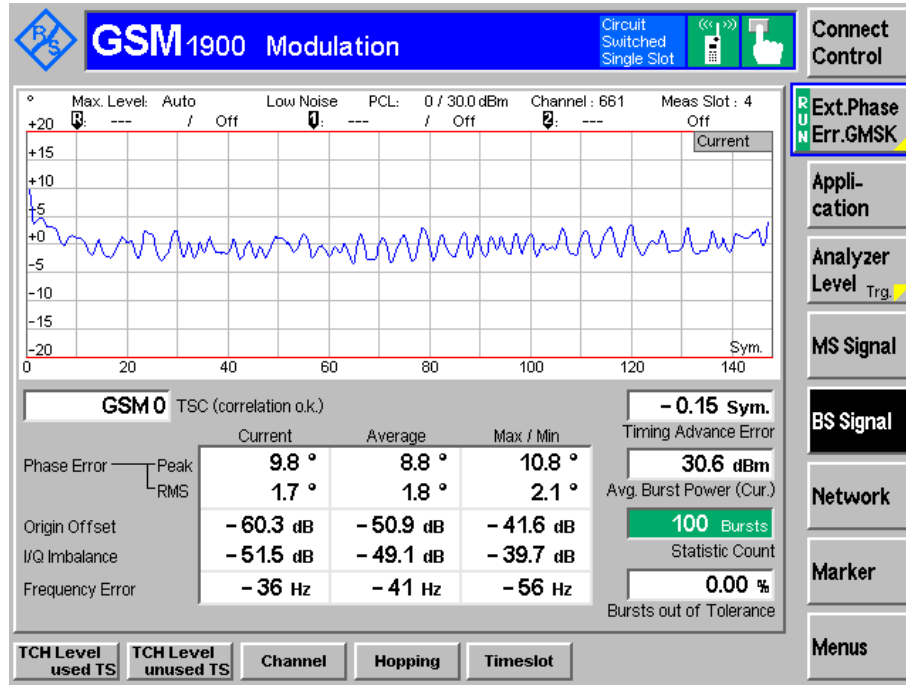 R&S
GSM 1900 Modulation
Circuit
Switched
Single Slot
Connect
Control
° Max. Level: Auto Low Noise PCL: 0 / 30.0 dBm Channel : 661 Meas Slot : 4
R: --- / Off 1: --- / Off 2: --- Off
Current
+20
+15
+10
+5
+0
-5
-10
-15
-20
Sym.
0 20 40 60 80 100 120 140
RUN
Ext.Phase
Err.GMSK
Appli-
cation
Analyzer
Level Trg.
MS Signal
BS Signal
Network
Marker
Menus
GSM 0 TSC (correlation o.k.)
Current Average Max / Min
Phase Error Peak 9.8 ° 8.8 ° 10.8 °
RMS 1.7 ° 1.8 ° 2.1 °
Origin Offset - 60.3 dB - 50.9 dB - 41.6 dB
I/Q Imbalance - 51.5 dB - 49.1 dB - 39.7 dB
Frequency Error - 36 Hz - 41 Hz - 56 Hz
- 0.15 Sym.
Timing Advance Error
30.6 dBm
Avg. Burst Power (Cur.)
100 Bursts
Statistic Count
0.00 %
Bursts out of Tolerance
TCH Level
used TS
TCH Level
unused TS
Channel
Hopping
Timeslot